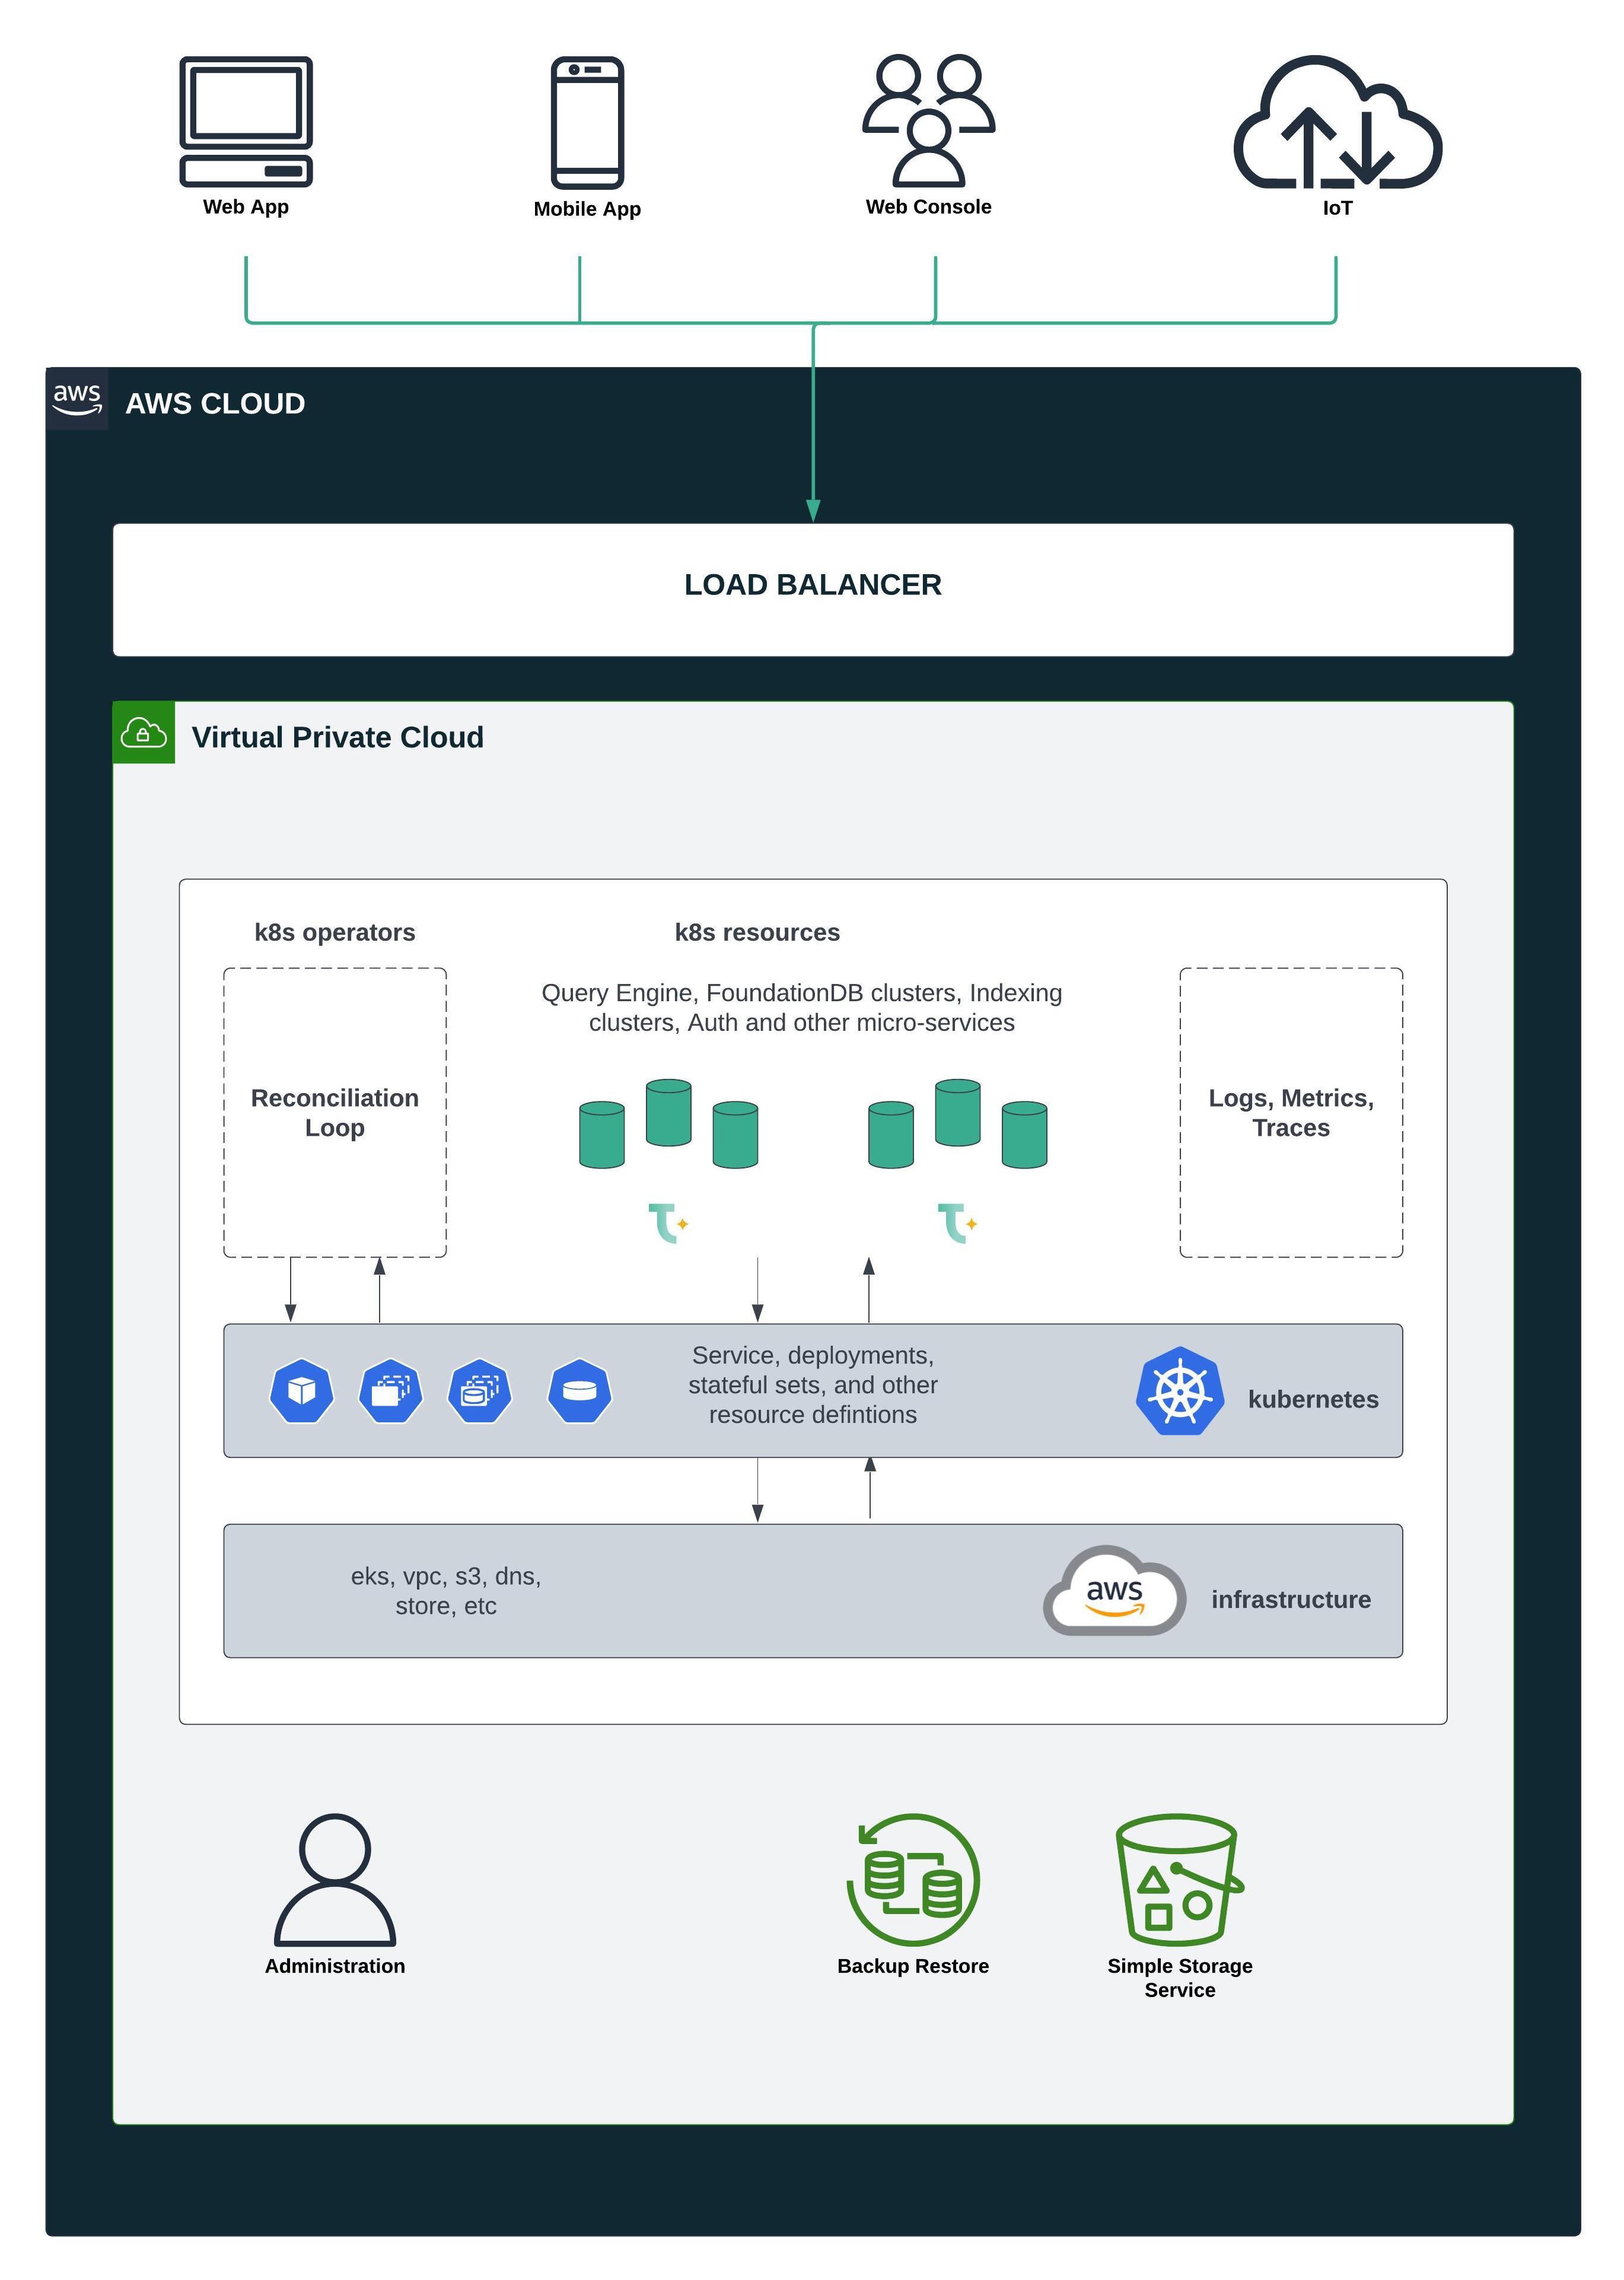 Web App
Mobile App
Web Console
IoT
aws
AWS CLOUD
LOAD BALANCER
Virtual Private Cloud
k8s operators
k8s resources
Query Engine, FoundationDB clusters, Indexing
clusters, Auth and other micro-services
Reconciliation
Loop
Logs, Metrics,
Traces
Service, deployments,
stateful sets, and other
resource defintions
kubernetes
eks, vpc, s3, dns,
store, etc
aws
infrastructure
Administration
Backup Restore
Simple Storage
Service